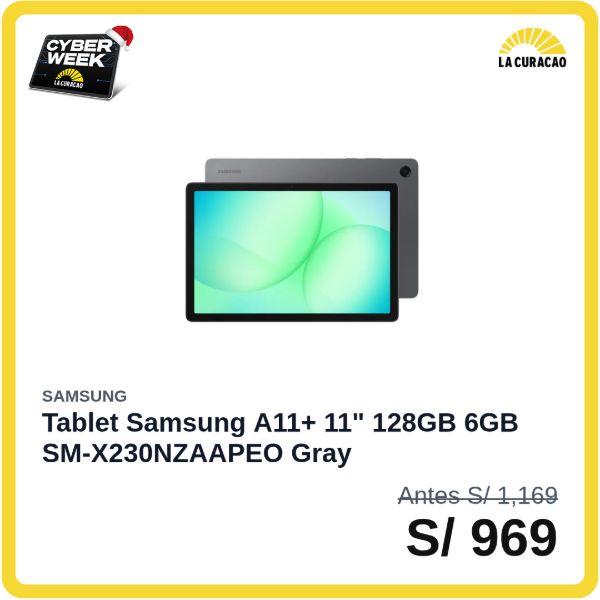 CYBER
WEEK
LA CURACAO
LA CURACAO
SAMSUNG
SAMSUNG
Tablet Samsung A11+ 11" 128GB 6GB
SM-X230NZAAPEO Gray
Antes S/ 1,169
S/ 969